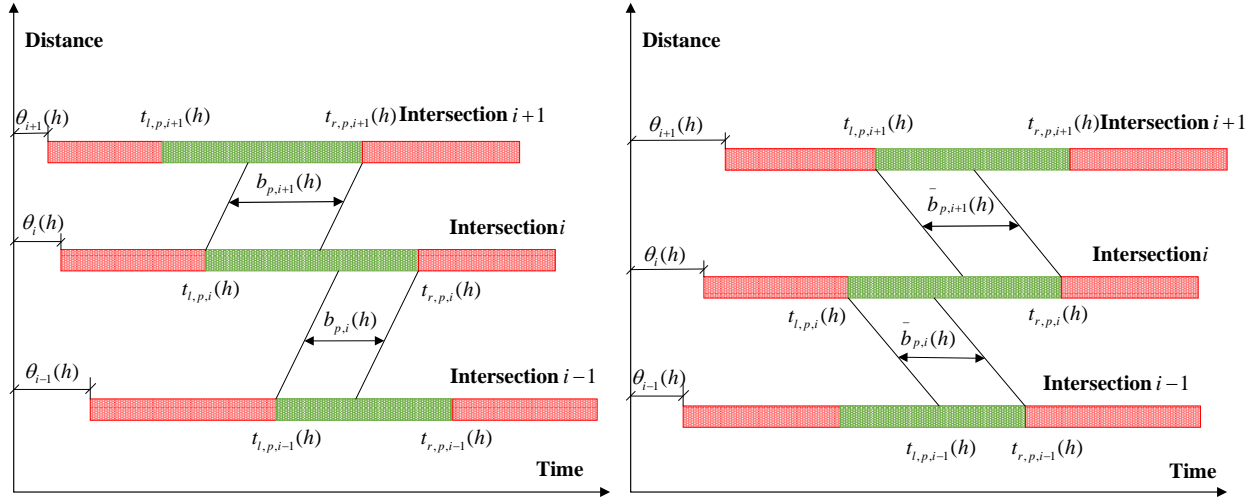 Distance
θ_{i+1}(h)
t_{l,p,i+1}(h)
t_{r,p,i+1}(h) Intersection i+1
b_{p,i+1}(h)
θ_i(h)
Intersection i
t_{l,p,i}(h)
t_{r,p,i}(h)
b_{p,i}(h)
θ_{i−1}(h)
Intersection i−1
t_{l,p,i−1}(h)
t_{r,p,i−1}(h)
Time
Distance
θ_{i+1}(h)
t_{l,p,i+1}(h)
t_{r,p,i+1}(h) Intersection i+1
b̄_{p,i+1}(h)
θ_i(h)
Intersection i
t_{l,p,i}(h)
t_{r,p,i}(h)
b̄_{p,i}(h)
θ_{i−1}(h)
Intersection i−1
t_{l,p,i−1}(h)
t_{r,p,i−1}(h)
Time